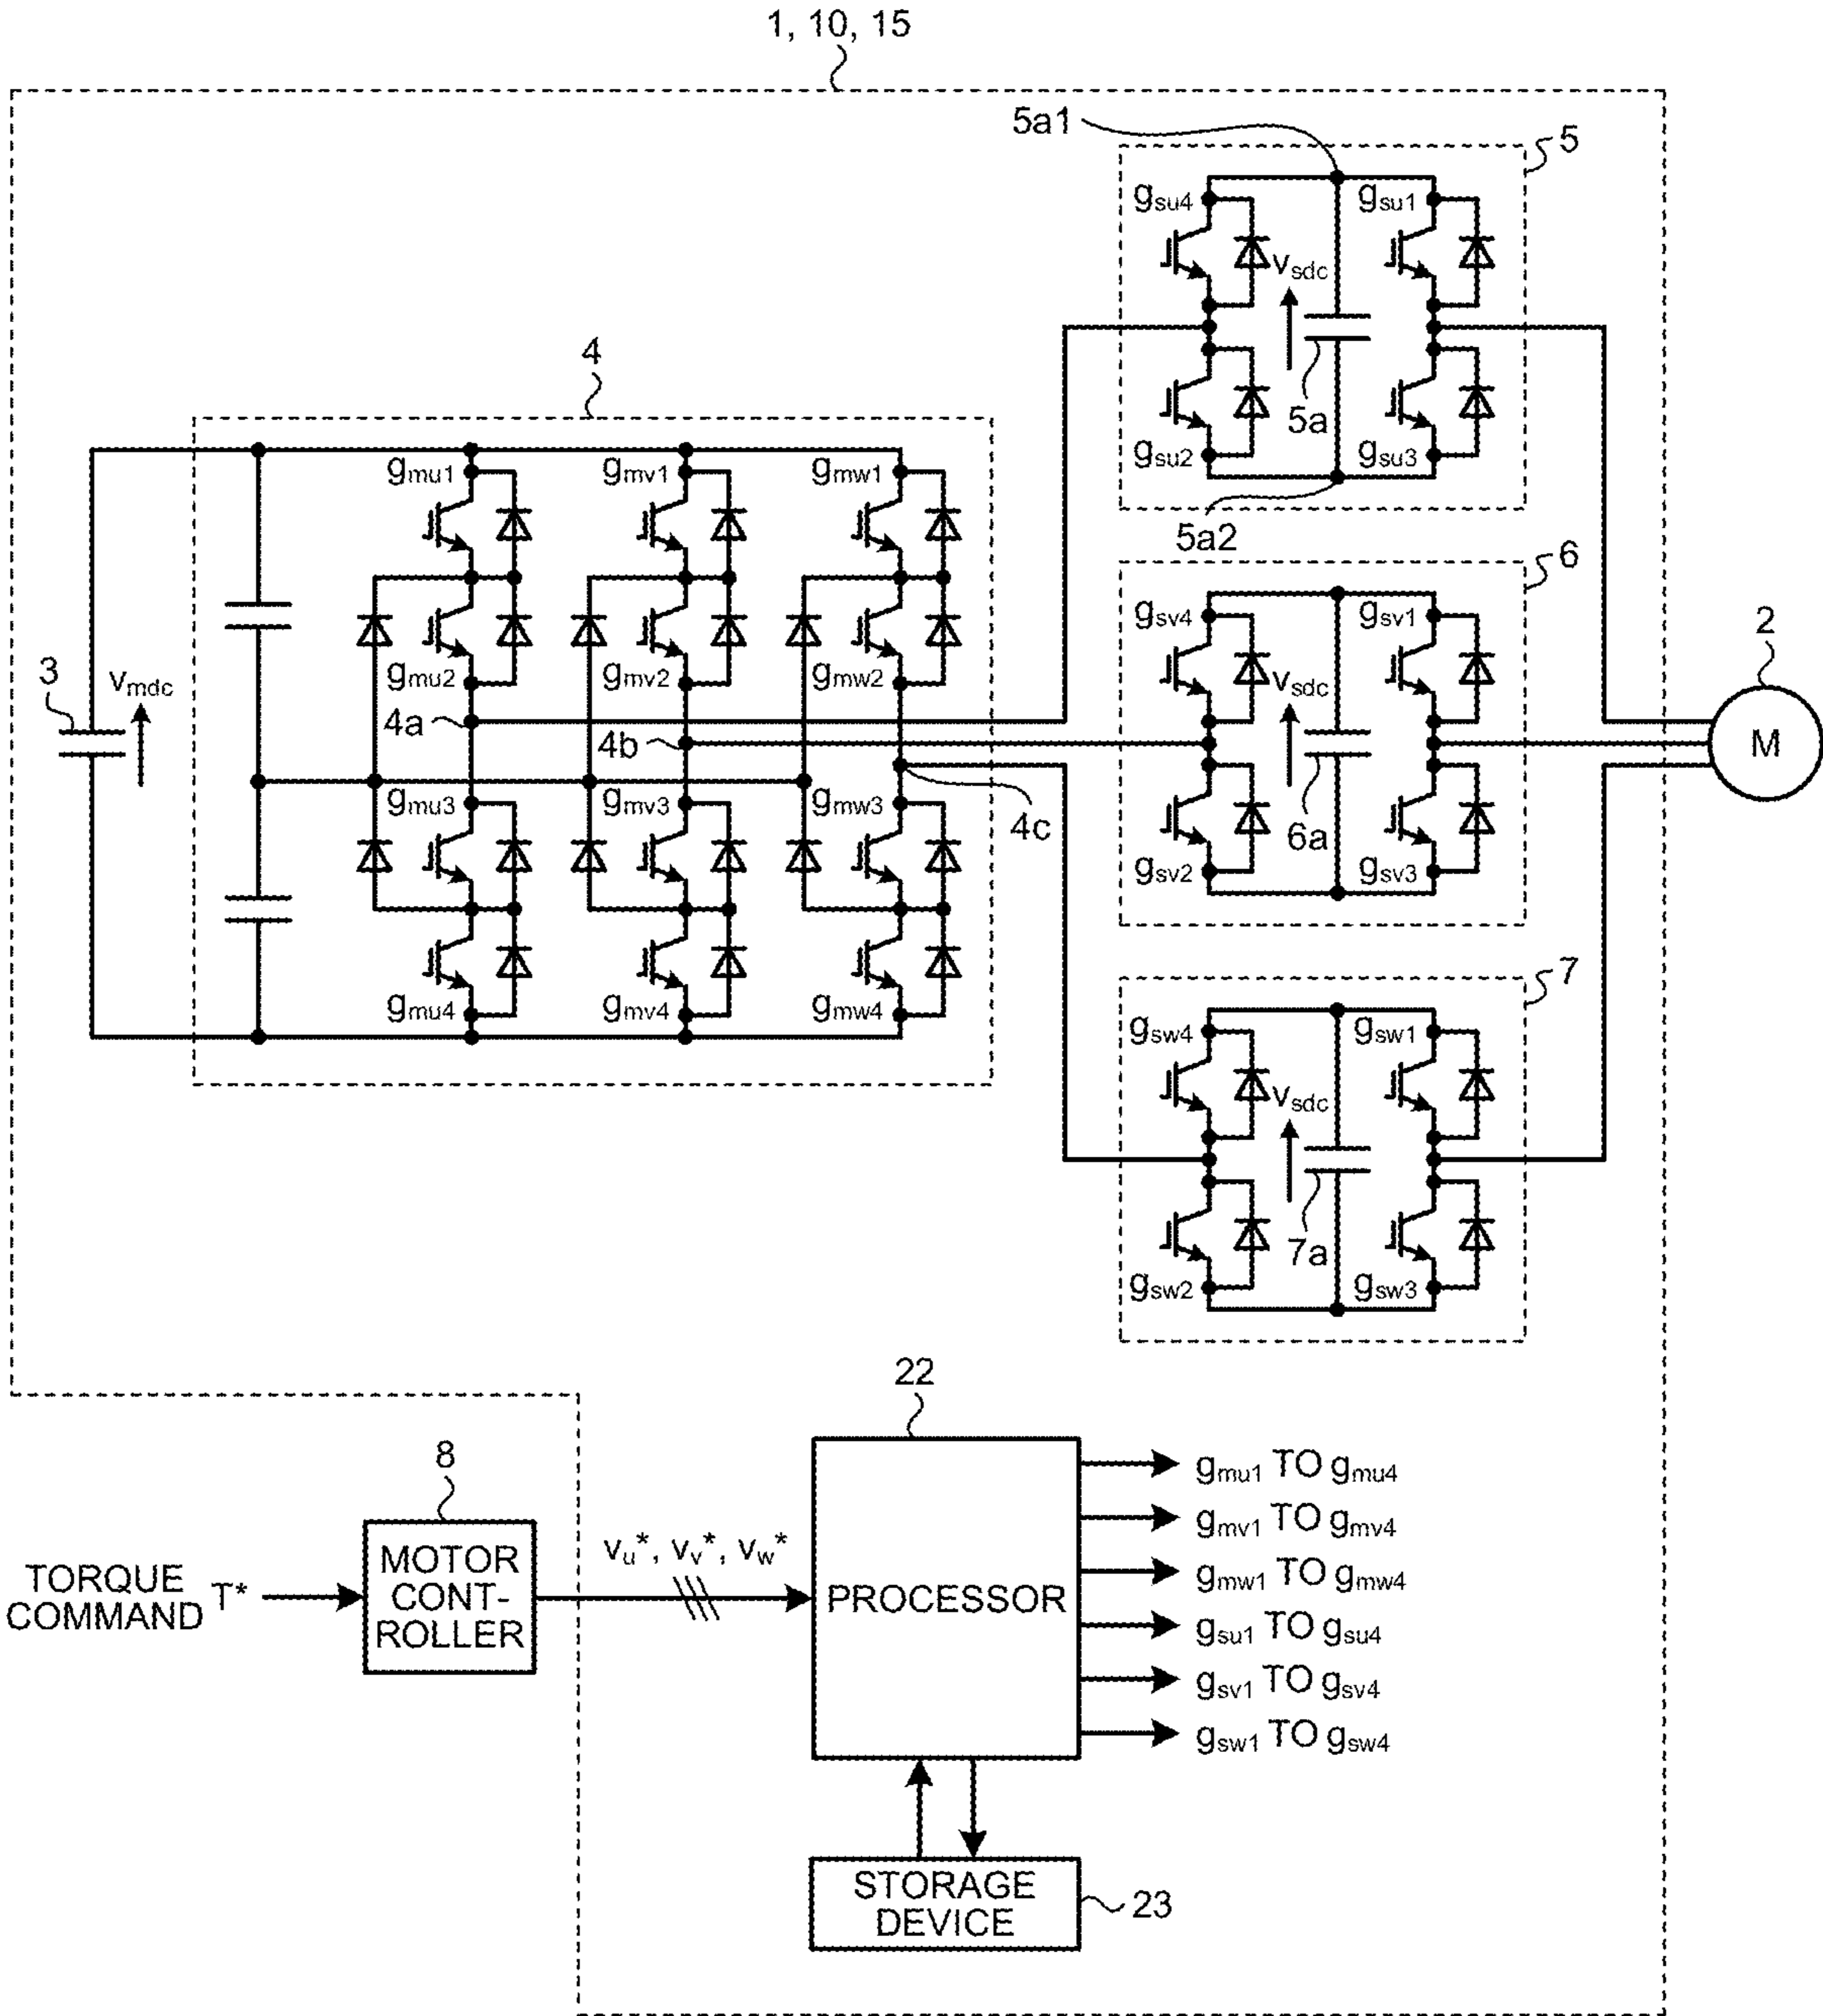 1, 10, 15
5a1
5
gsu4
gsu1
vsdc
5a
gsu2
gsu3
5a2
4
gmu1
gmv1
gmw1
6
gsv4
gsv1
2
3
vmdc
gmu2
gmv2
gmw2
vsdc
4a
4b
M
gmu3
gmv3
gmw3
4c
6a
gsv2
gsv3
7
gmu4
gmv4
gmw4
gsw4
gsw1
vsdc
7a
gsw2
gsw3
22
8
gmu1 TO gmu4
gmv1 TO gmv4
gmw1 TO gmw4
gsu1 TO gsu4
gsv1 TO gsv4
gsw1 TO gsw4
TORQUE
COMMAND T*
MOTOR
CONT-
ROLLER
vu*, vv*, vw*
PROCESSOR
STORAGE
DEVICE
23